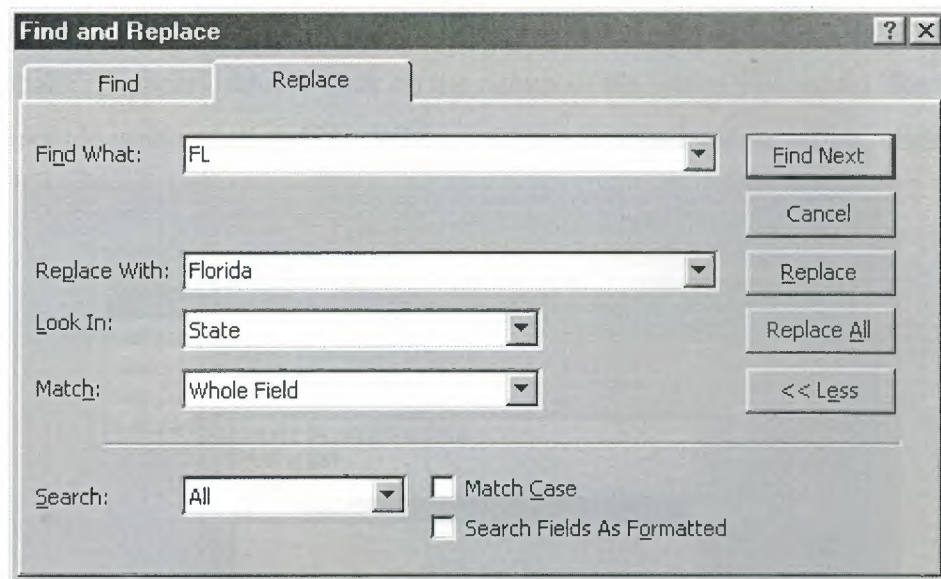 Find and Replace
Find Replace
Find What: FL Find Next
Cancel
Replace With: Florida Replace
Look In: State Replace All
Match: Whole Field << Less
Search: All Match Case
Search Fields As Formatted